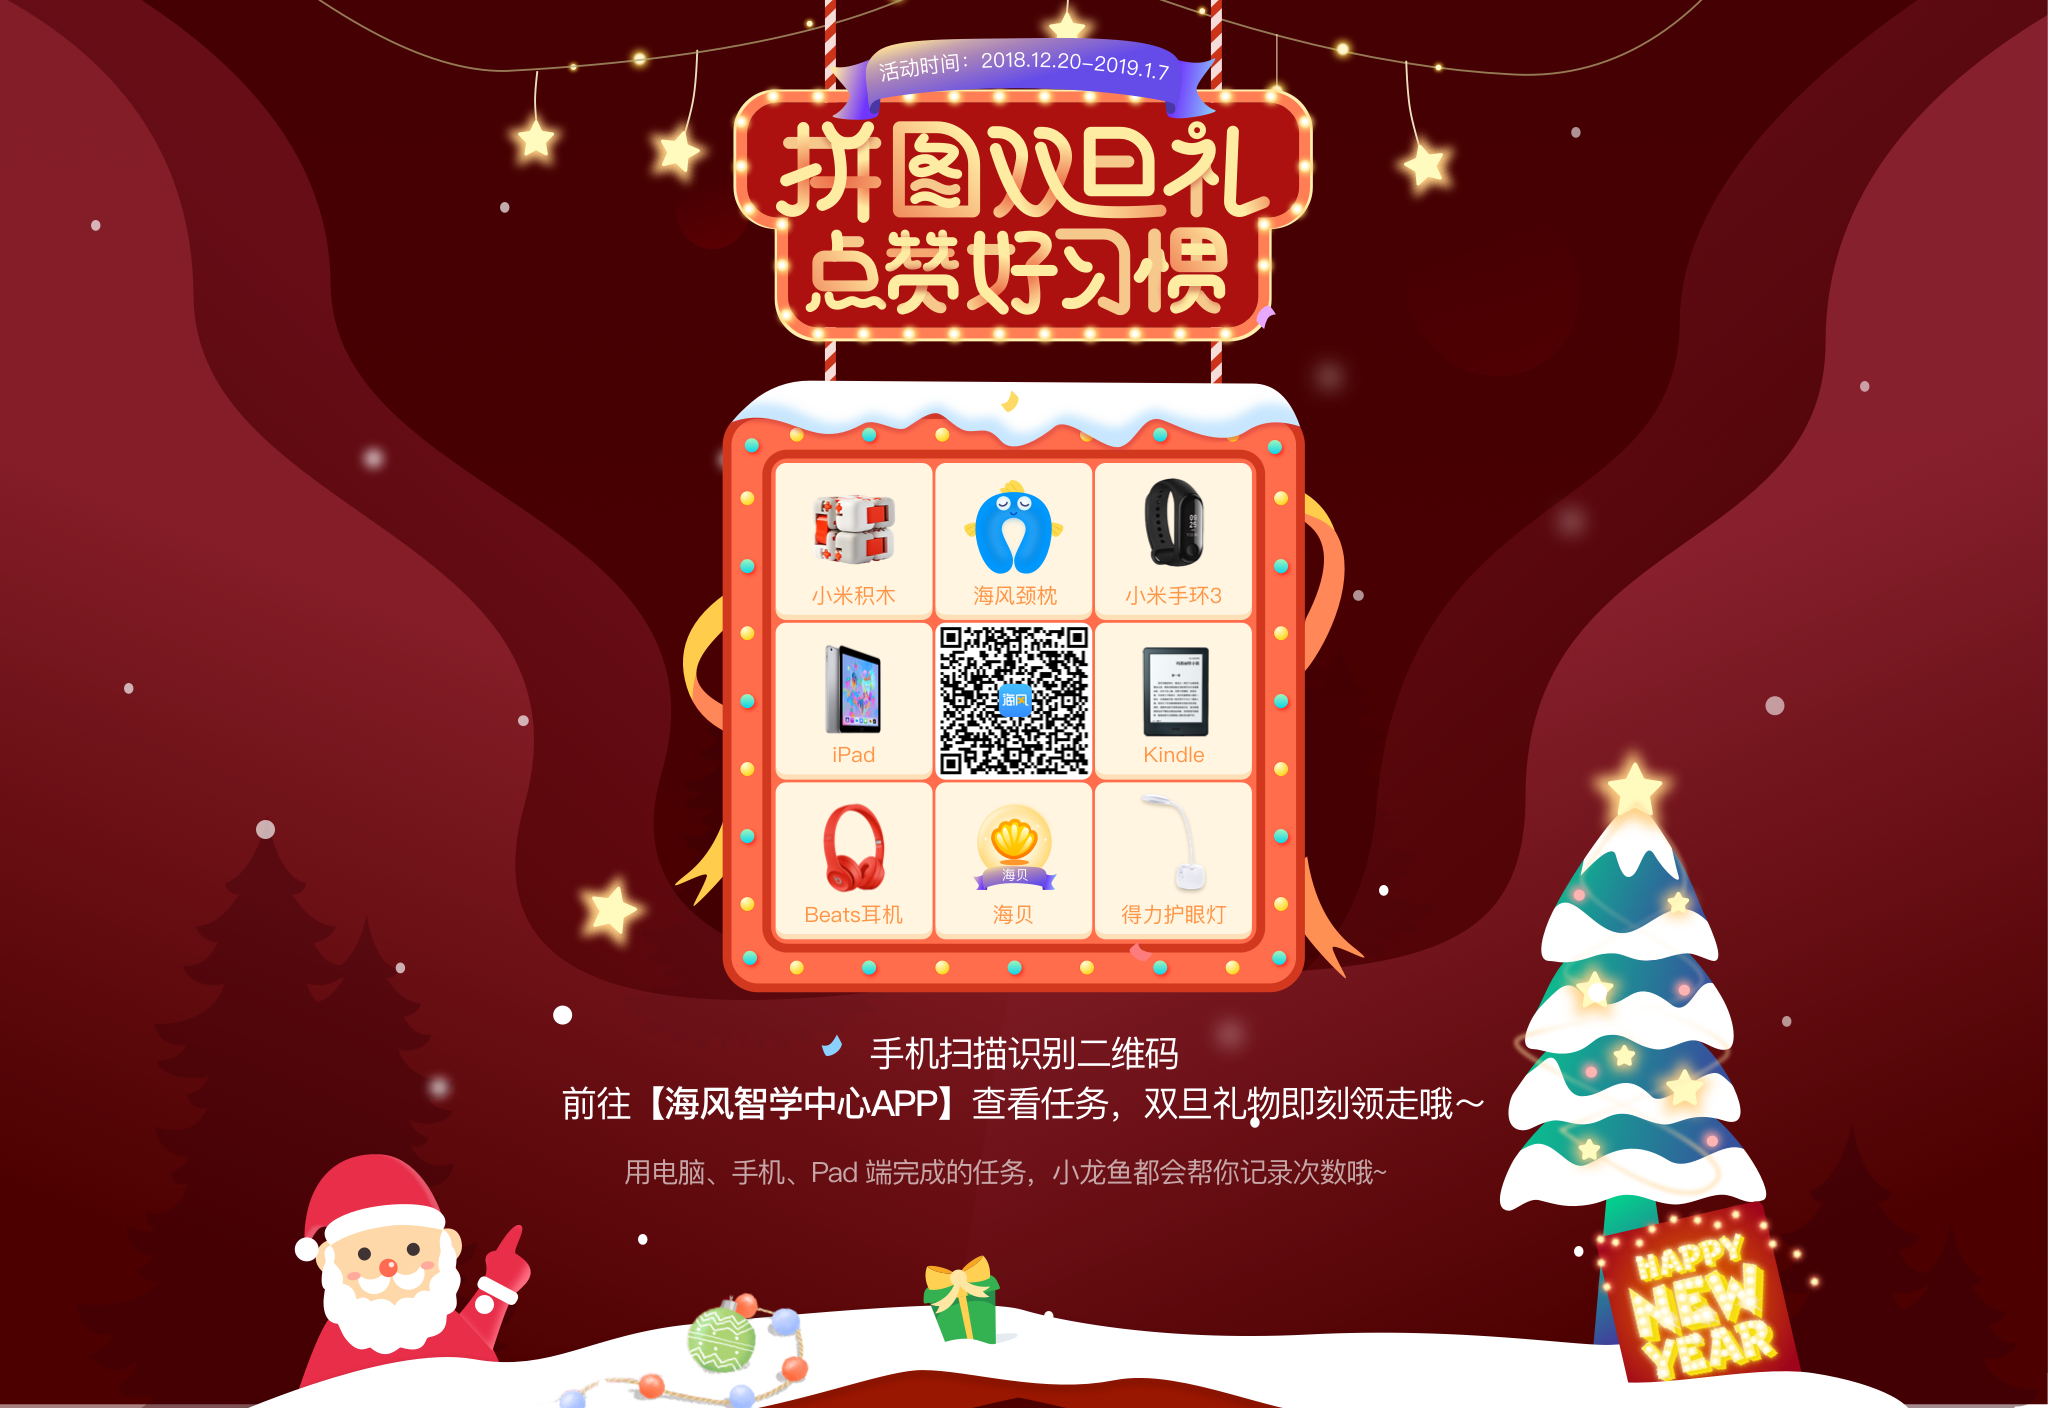 活动时间：2018.12.20-2019.1.7
拼图双旦礼
点赞好习惯
小米积木
海风颈枕
小米手环3
iPad
海风
Kindle
海贝
Beats耳机
海贝
得力护眼灯
手机扫描识别二维码
前往【海风智学中心APP】查看任务，双旦礼物即刻领走哦～
用电脑、手机、Pad 端完成的任务，小龙鱼都会帮你记录次数哦~
HAPPY
NEW
YEAR